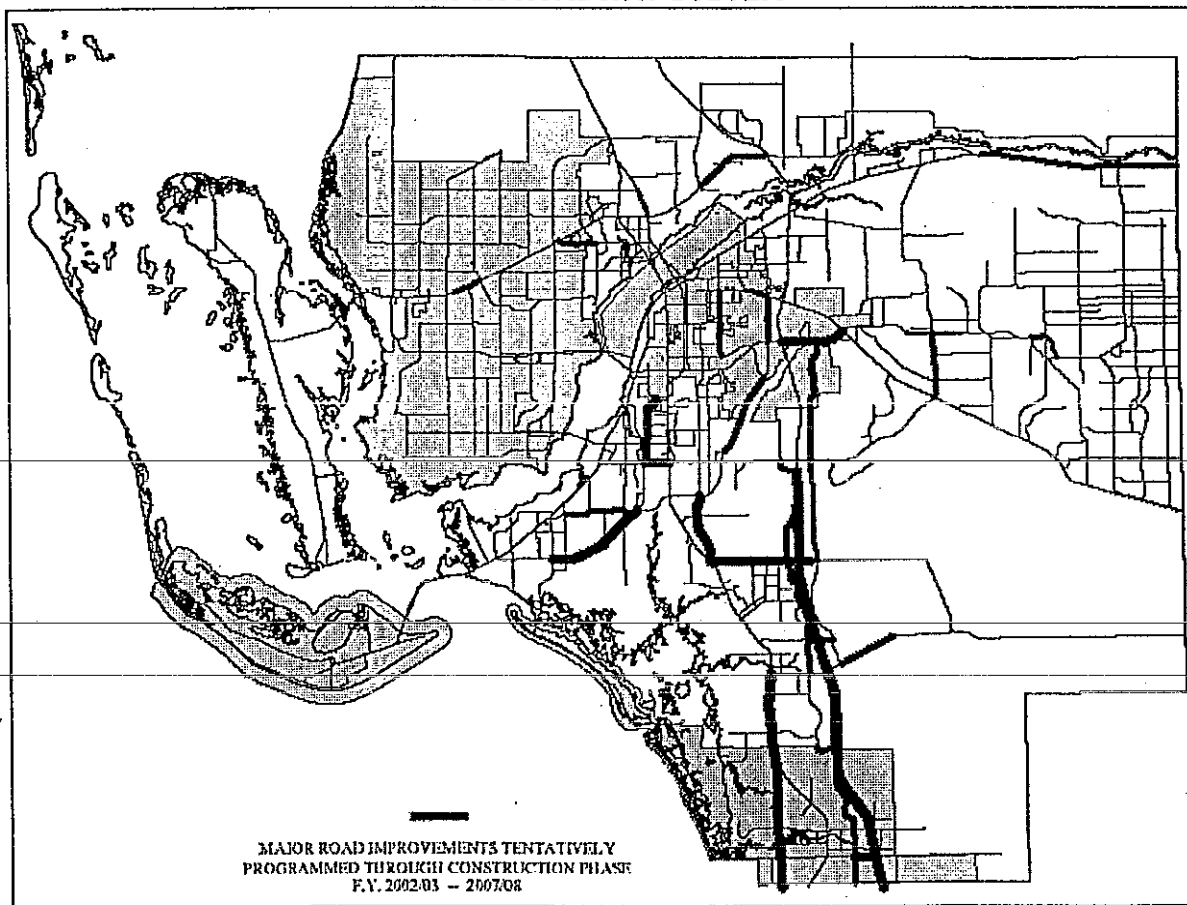 MAJOR ROAD IMPROVEMENTS TENTATIVELY
PROGRAMMED THROUGH CONSTRUCTION PHASE
F.Y. 2002/03 -- 2007/08